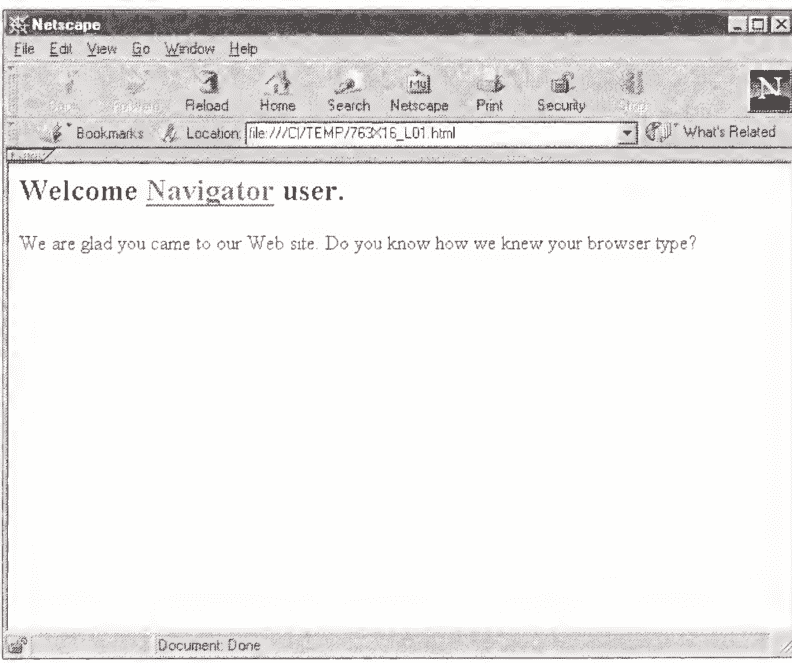 Netscape
File Edit View Go Window Help
Reload Home Search Netscape Print Security Stop
Bookmarks Location: file:///C|/TEMP/763X16_L01.html What's Related
Welcome Navigator user.
We are glad you came to our Web site. Do you know how we knew your browser type?
Document: Done